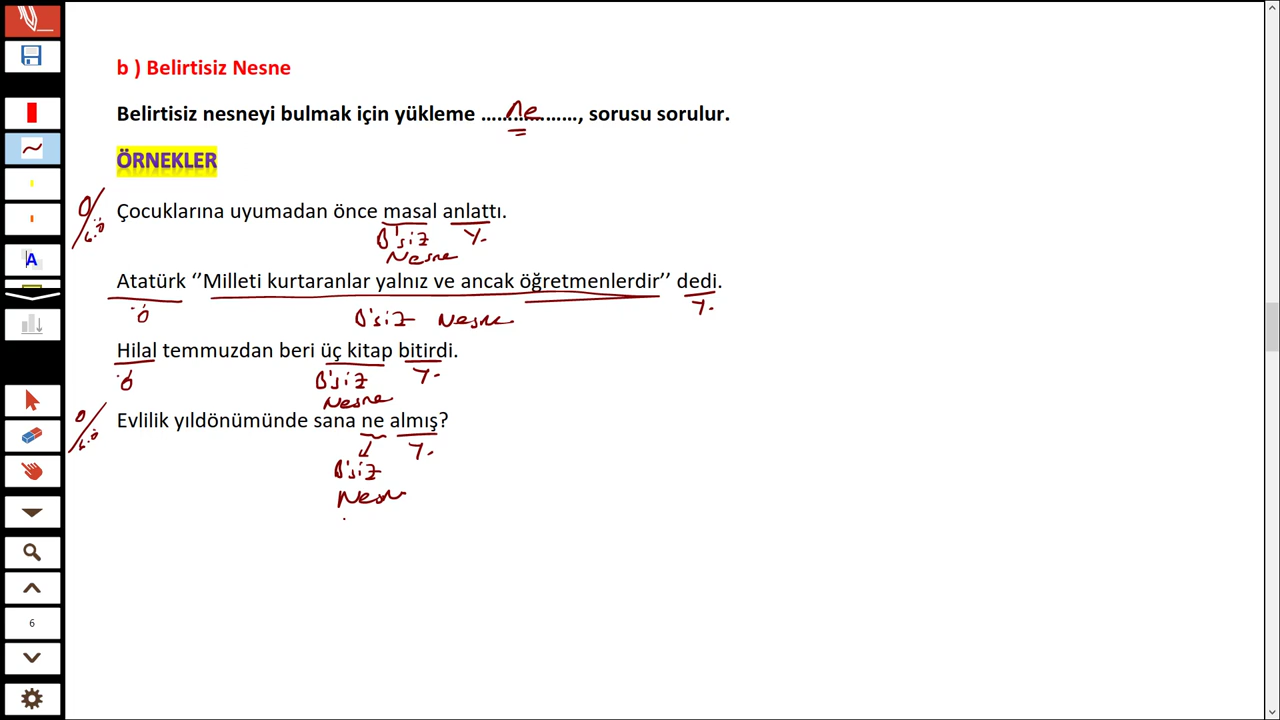 b ) Belirtisiz Nesne
Belirtisiz nesneyi bulmak için yükleme ........ne........, sorusu sorulur.
ÖRNEKLER
O/G.Ö Çocuklarına uyumadan önce masal anlattı.
B'siz Y.
Nesne
Atatürk ‘’Milleti kurtaranlar yalnız ve ancak öğretmenlerdir’’ dedi.
Ö B'siz Nesne Y.
Hilal temmuzdan beri üç kitap bitirdi.
Ö B'siz Y.
Nesne
O/G.Ö Evlilik yıldönümünde sana ne almış?
Y.
B'siz
Nesne
A
6